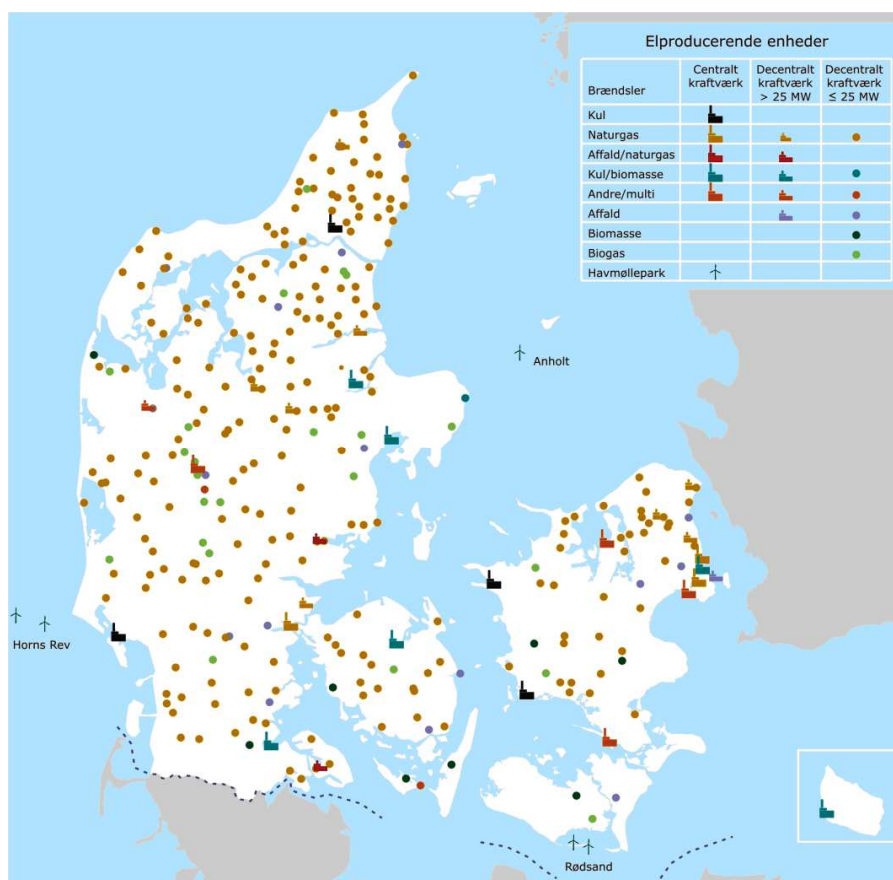 Elproducerende enheder
Brændsler
Centralt
kraftværk
Decentralt
kraftværk
> 25 MW
Decentralt
kraftværk
≤ 25 MW
Kul
Naturgas
Affald/naturgas
Kul/biomasse
Andre/multi
Affald
Biomasse
Biogas
Havmøllepark
Anholt
Horns Rev
Rødsand